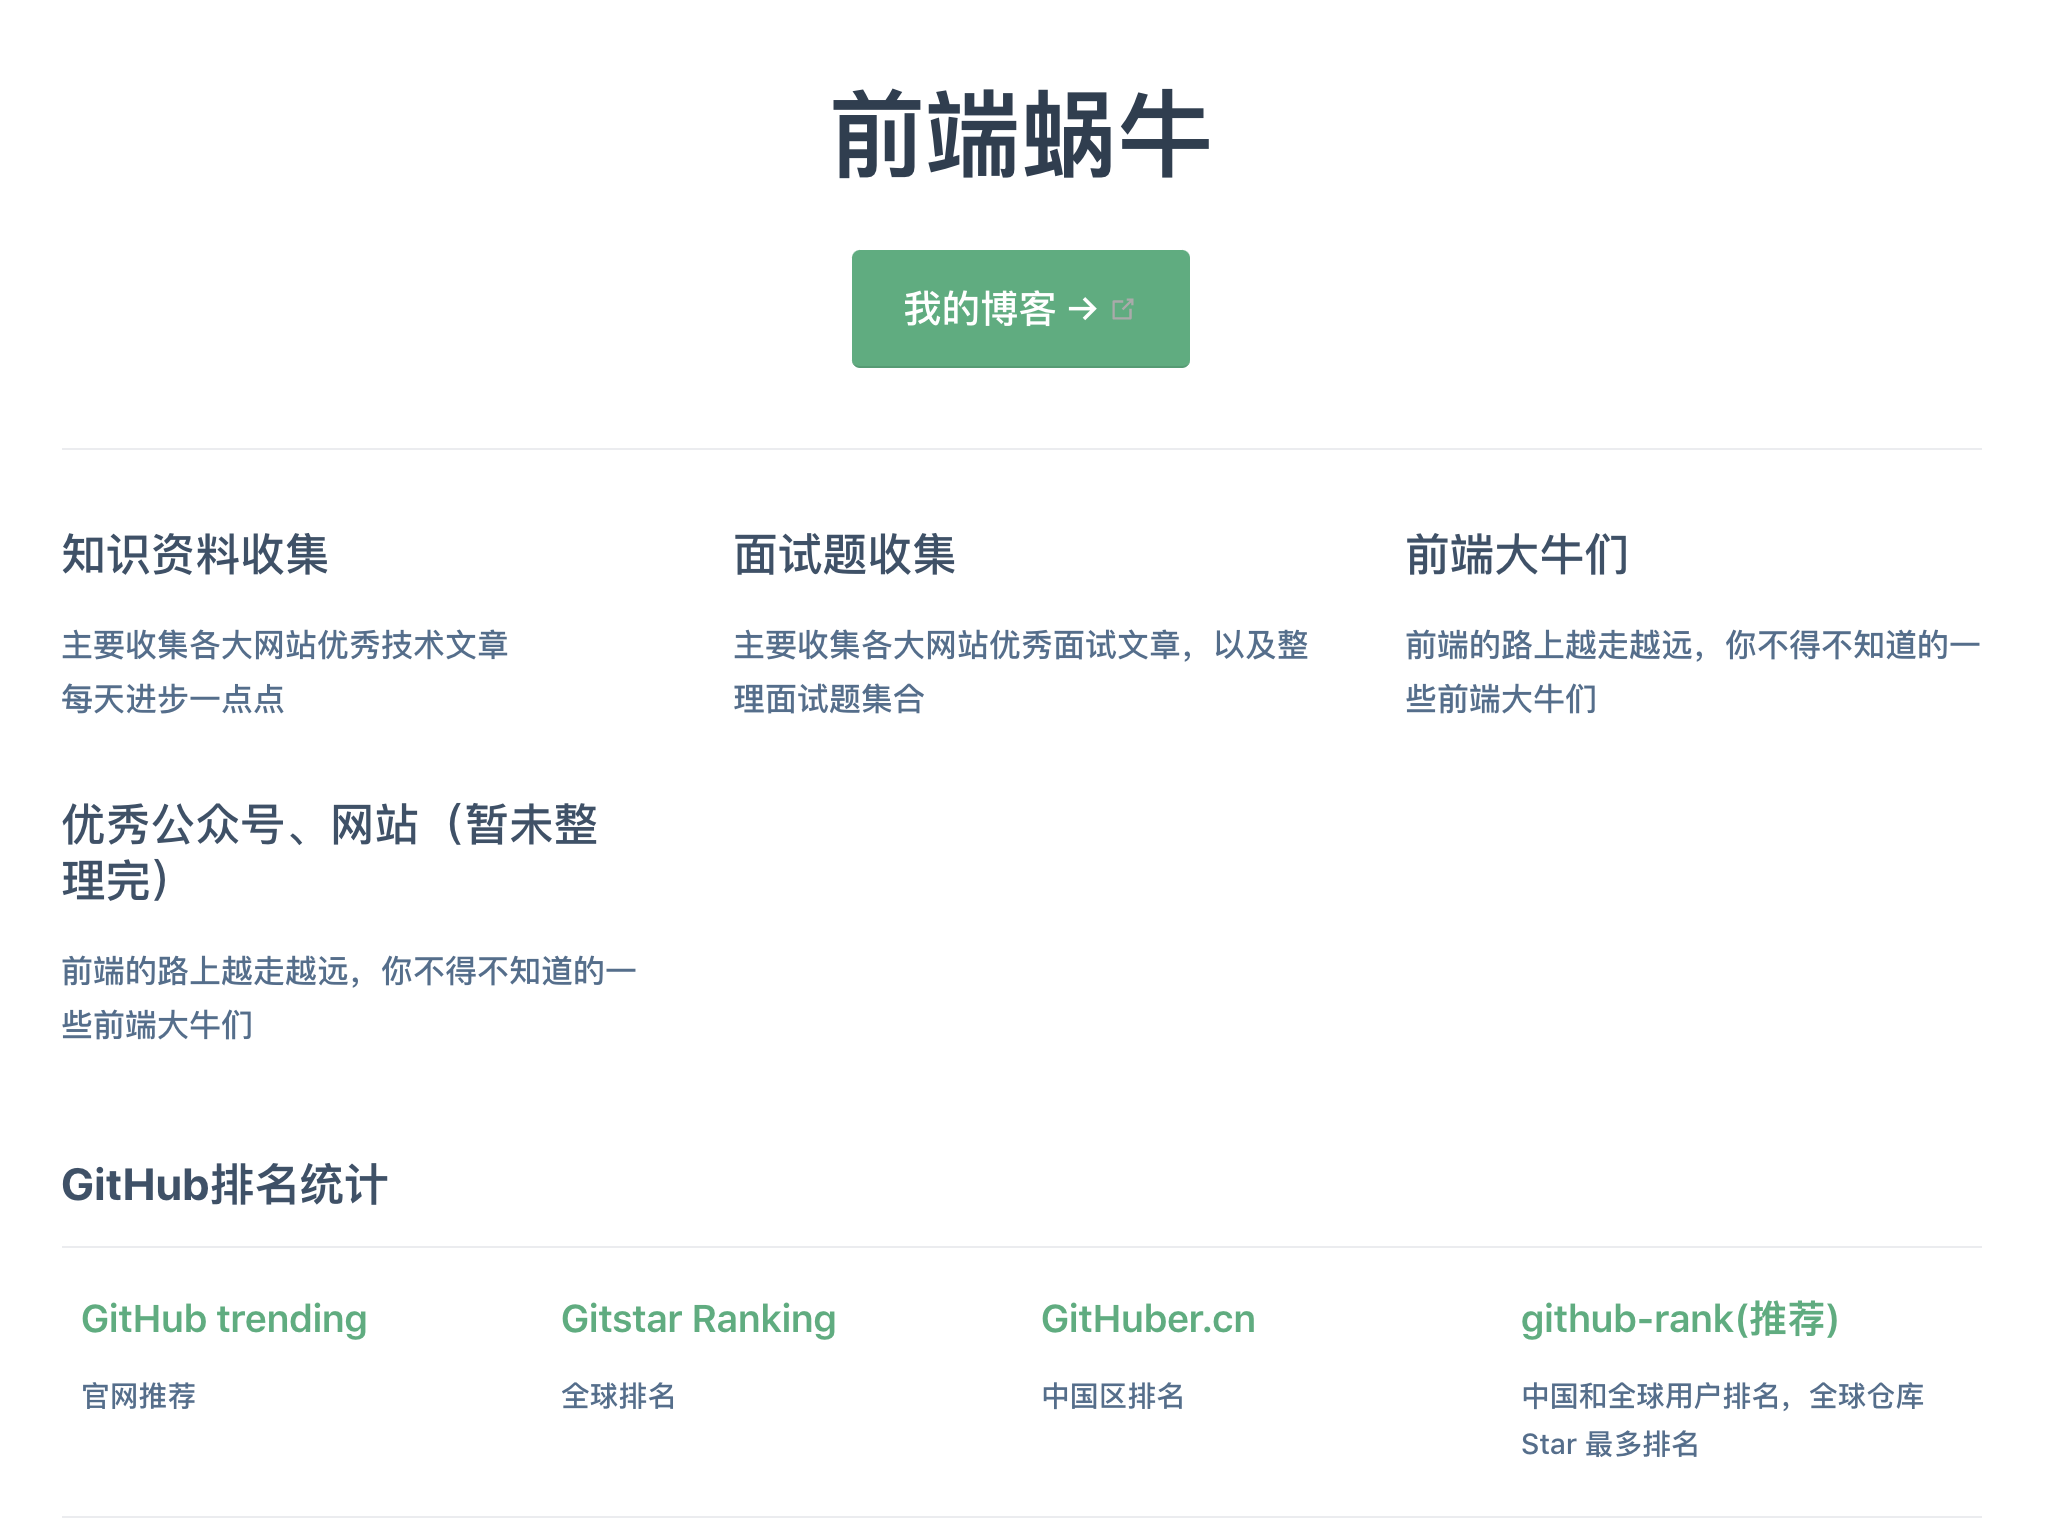 前端蜗牛
我的博客 →
知识资料收集
主要收集各大网站优秀技术文章
每天进步一点点
面试题收集
主要收集各大网站优秀面试文章，以及整
理面试题集合
前端大牛们
前端的路上越走越远，你不得不知道的一
些前端大牛们
优秀公众号、网站（暂未整
理完）
前端的路上越走越远，你不得不知道的一
些前端大牛们
GitHub排名统计
GitHub trending
官网推荐
Gitstar Ranking
全球排名
GitHuber.cn
中国区排名
github-rank(推荐)
中国和全球用户排名，全球仓库
Star 最多排名